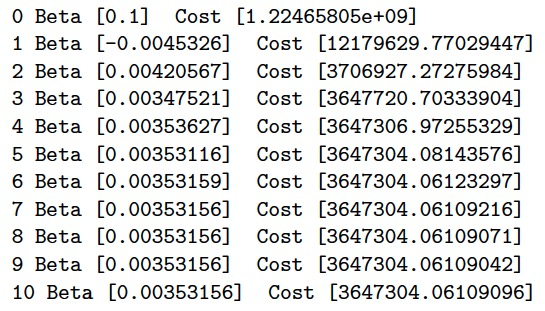 0 Beta [0.1]  Cost [1.22465805e+09]
1 Beta [-0.0045326]  Cost [12179629.77029447]
2 Beta [0.00420567]  Cost [3706927.27275984]
3 Beta [0.00347521]  Cost [3647720.70333904]
4 Beta [0.00353627]  Cost [3647306.97255329]
5 Beta [0.00353116]  Cost [3647304.08143576]
6 Beta [0.00353159]  Cost [3647304.06123297]
7 Beta [0.00353156]  Cost [3647304.06109216]
8 Beta [0.00353156]  Cost [3647304.06109071]
9 Beta [0.00353156]  Cost [3647304.06109042]
10 Beta [0.00353156]  Cost [3647304.06109096]